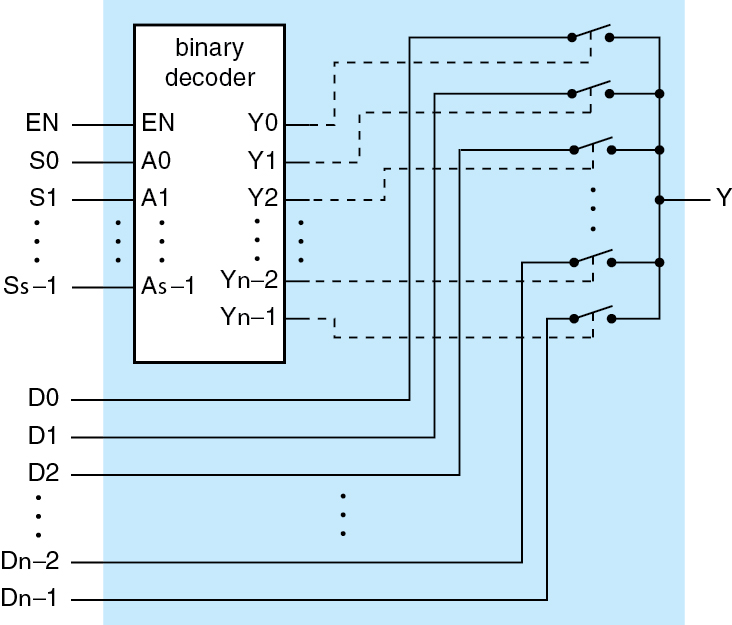 binary
decoder
EN EN Y0
S0 A0 Y1
S1 A1 Y2
Y
Ss–1 As–1 Yn–2
Yn–1
D0
D1
D2
Dn–2
Dn–1